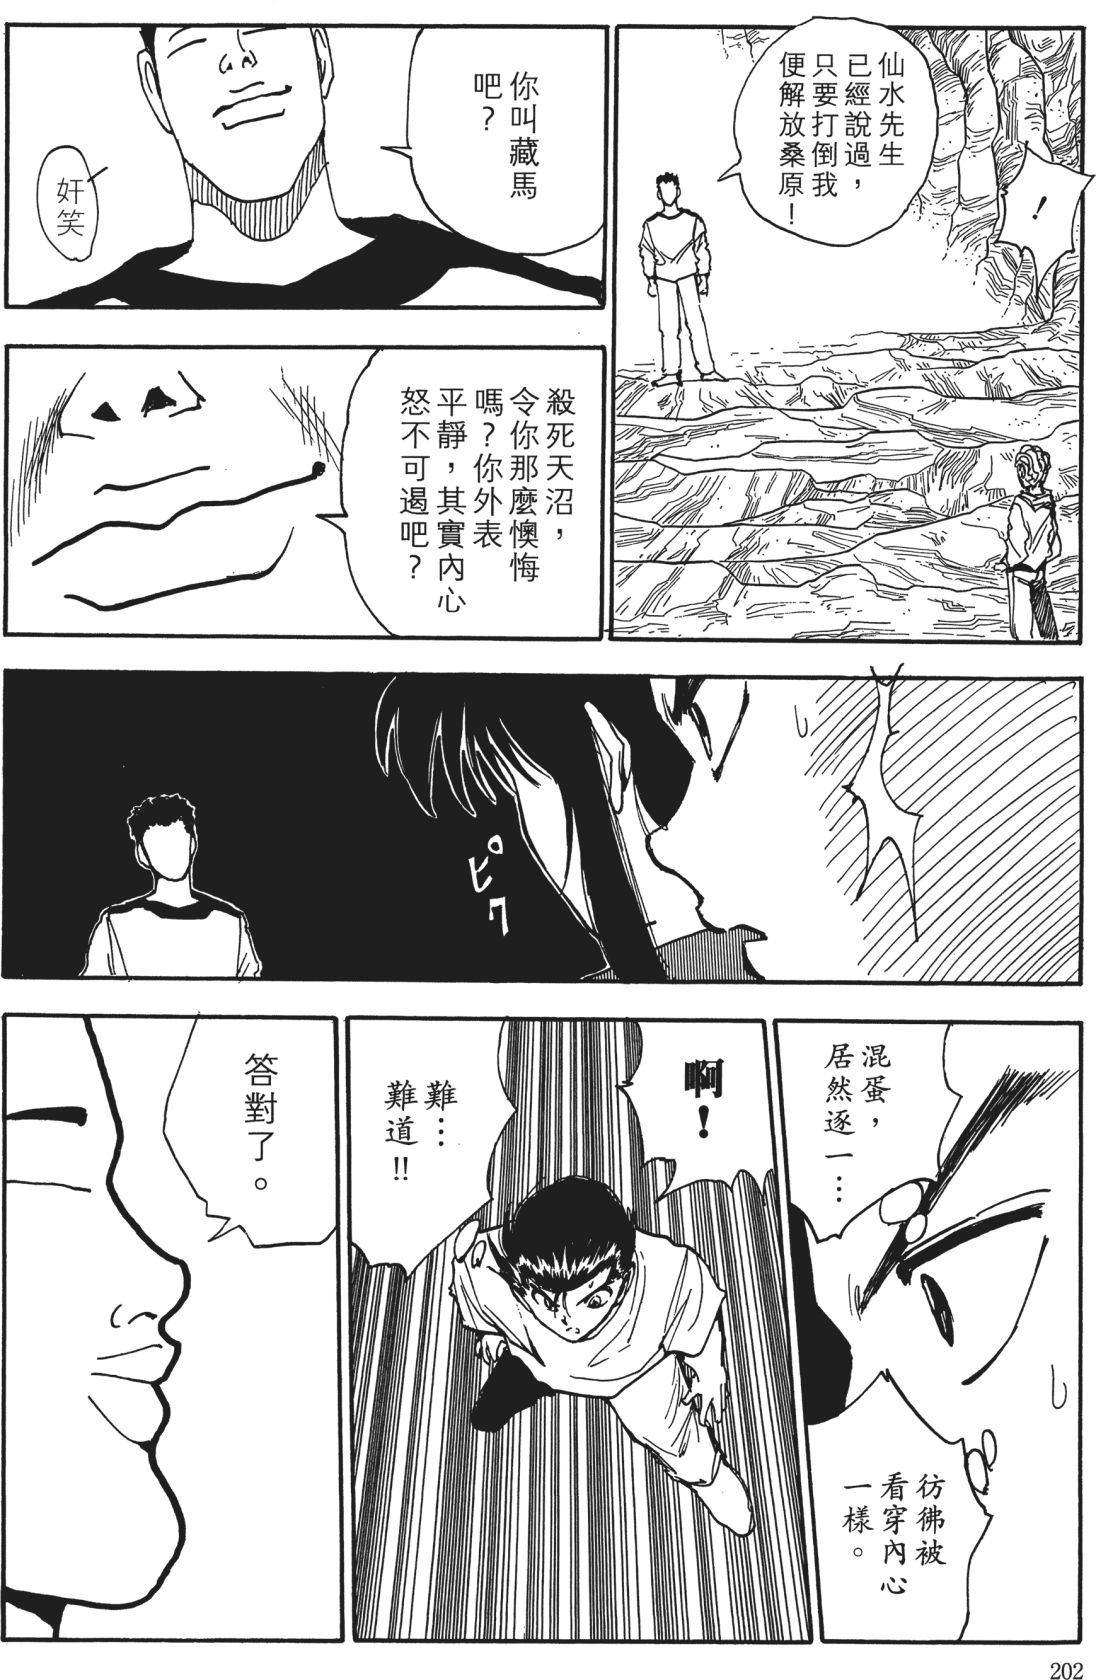 ！
仙水先生
已經說過，
只要打倒我
便解放桑原！
你叫藏馬
吧？
奸笑
殺死天沼，
令你那麼懊悔
嗎？你外表
平靜，其實內心
怒不可遏吧？
ピク
混蛋，
居然逐一…
彷彿被
看穿內心
一樣。
啊！
難…
難道!!
答對了。
202